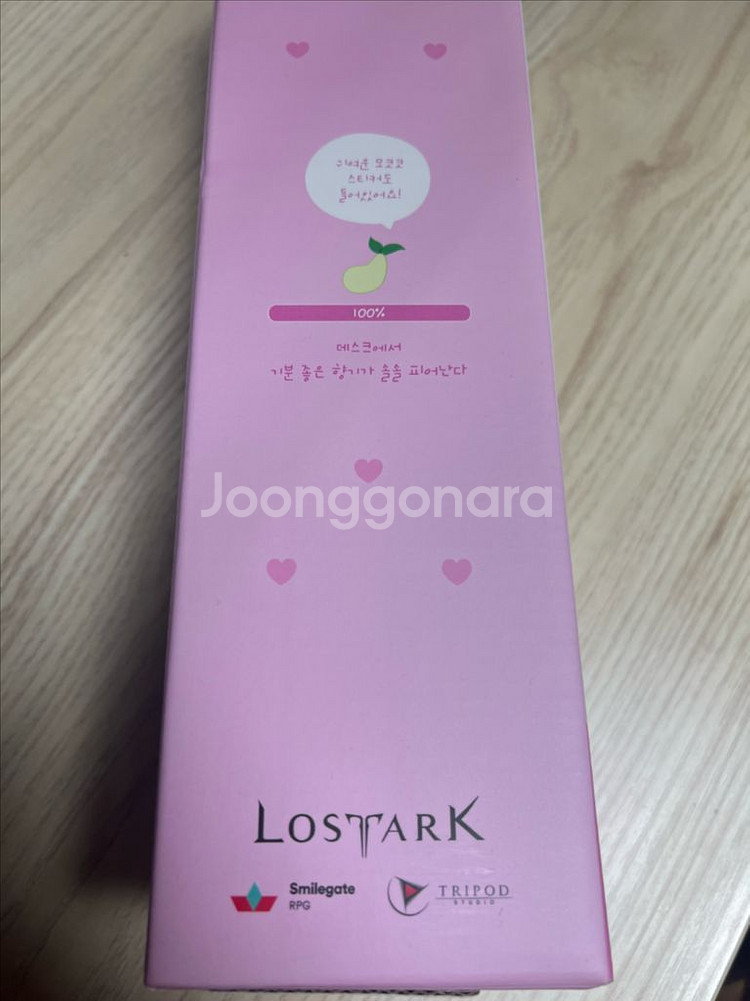 귀여운 모코코
스티커도
들어있어요!
100%
데스크에서
기분 좋은 향기가 솔솔 피어난다
Joonggonara
LOSTARK
Smilegate
RPG
TRIPOD
STUDIO